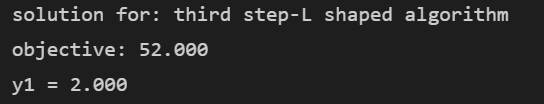 solution for: third step-L shaped algorithm
objective: 52.000
y1 = 2.000